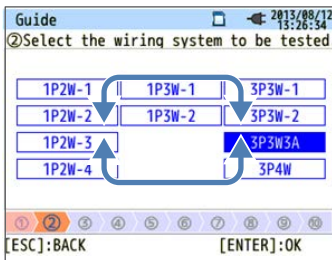 Guide 2013/08/12 13:26:34
②Select the wiring system to be tested
1P2W-1 1P3W-1 3P3W-1
1P2W-2 1P3W-2 3P3W-2
1P2W-3 3P3W3A
1P2W-4 3P4W
① ② ③ ④ ⑤ ⑥ ⑦ ⑧ ⑨ ⑩
[ESC]:BACK [ENTER]:OK